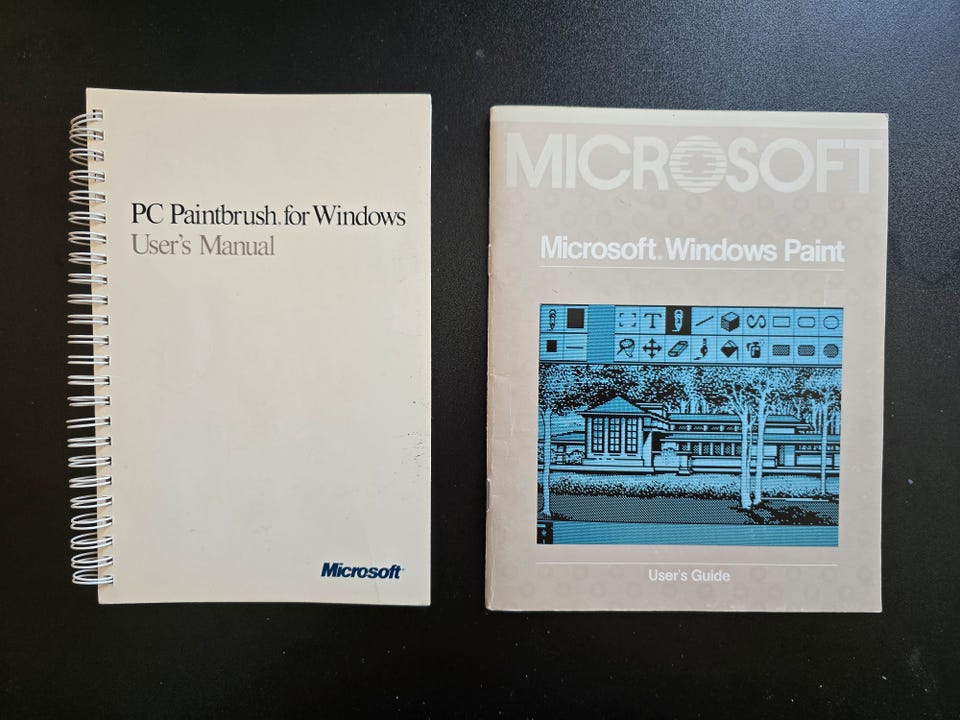 PC Paintbrush® for Windows
User's Manual
Microsoft®
MICROSOFT
Microsoft® Windows Paint
T
User's Guide